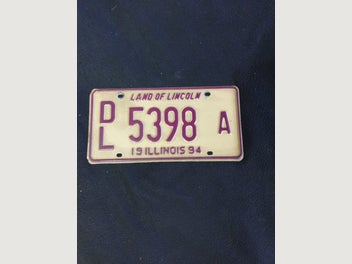 LAND OF LINCOLN
DL 5398 A
19 ILLINOIS 94